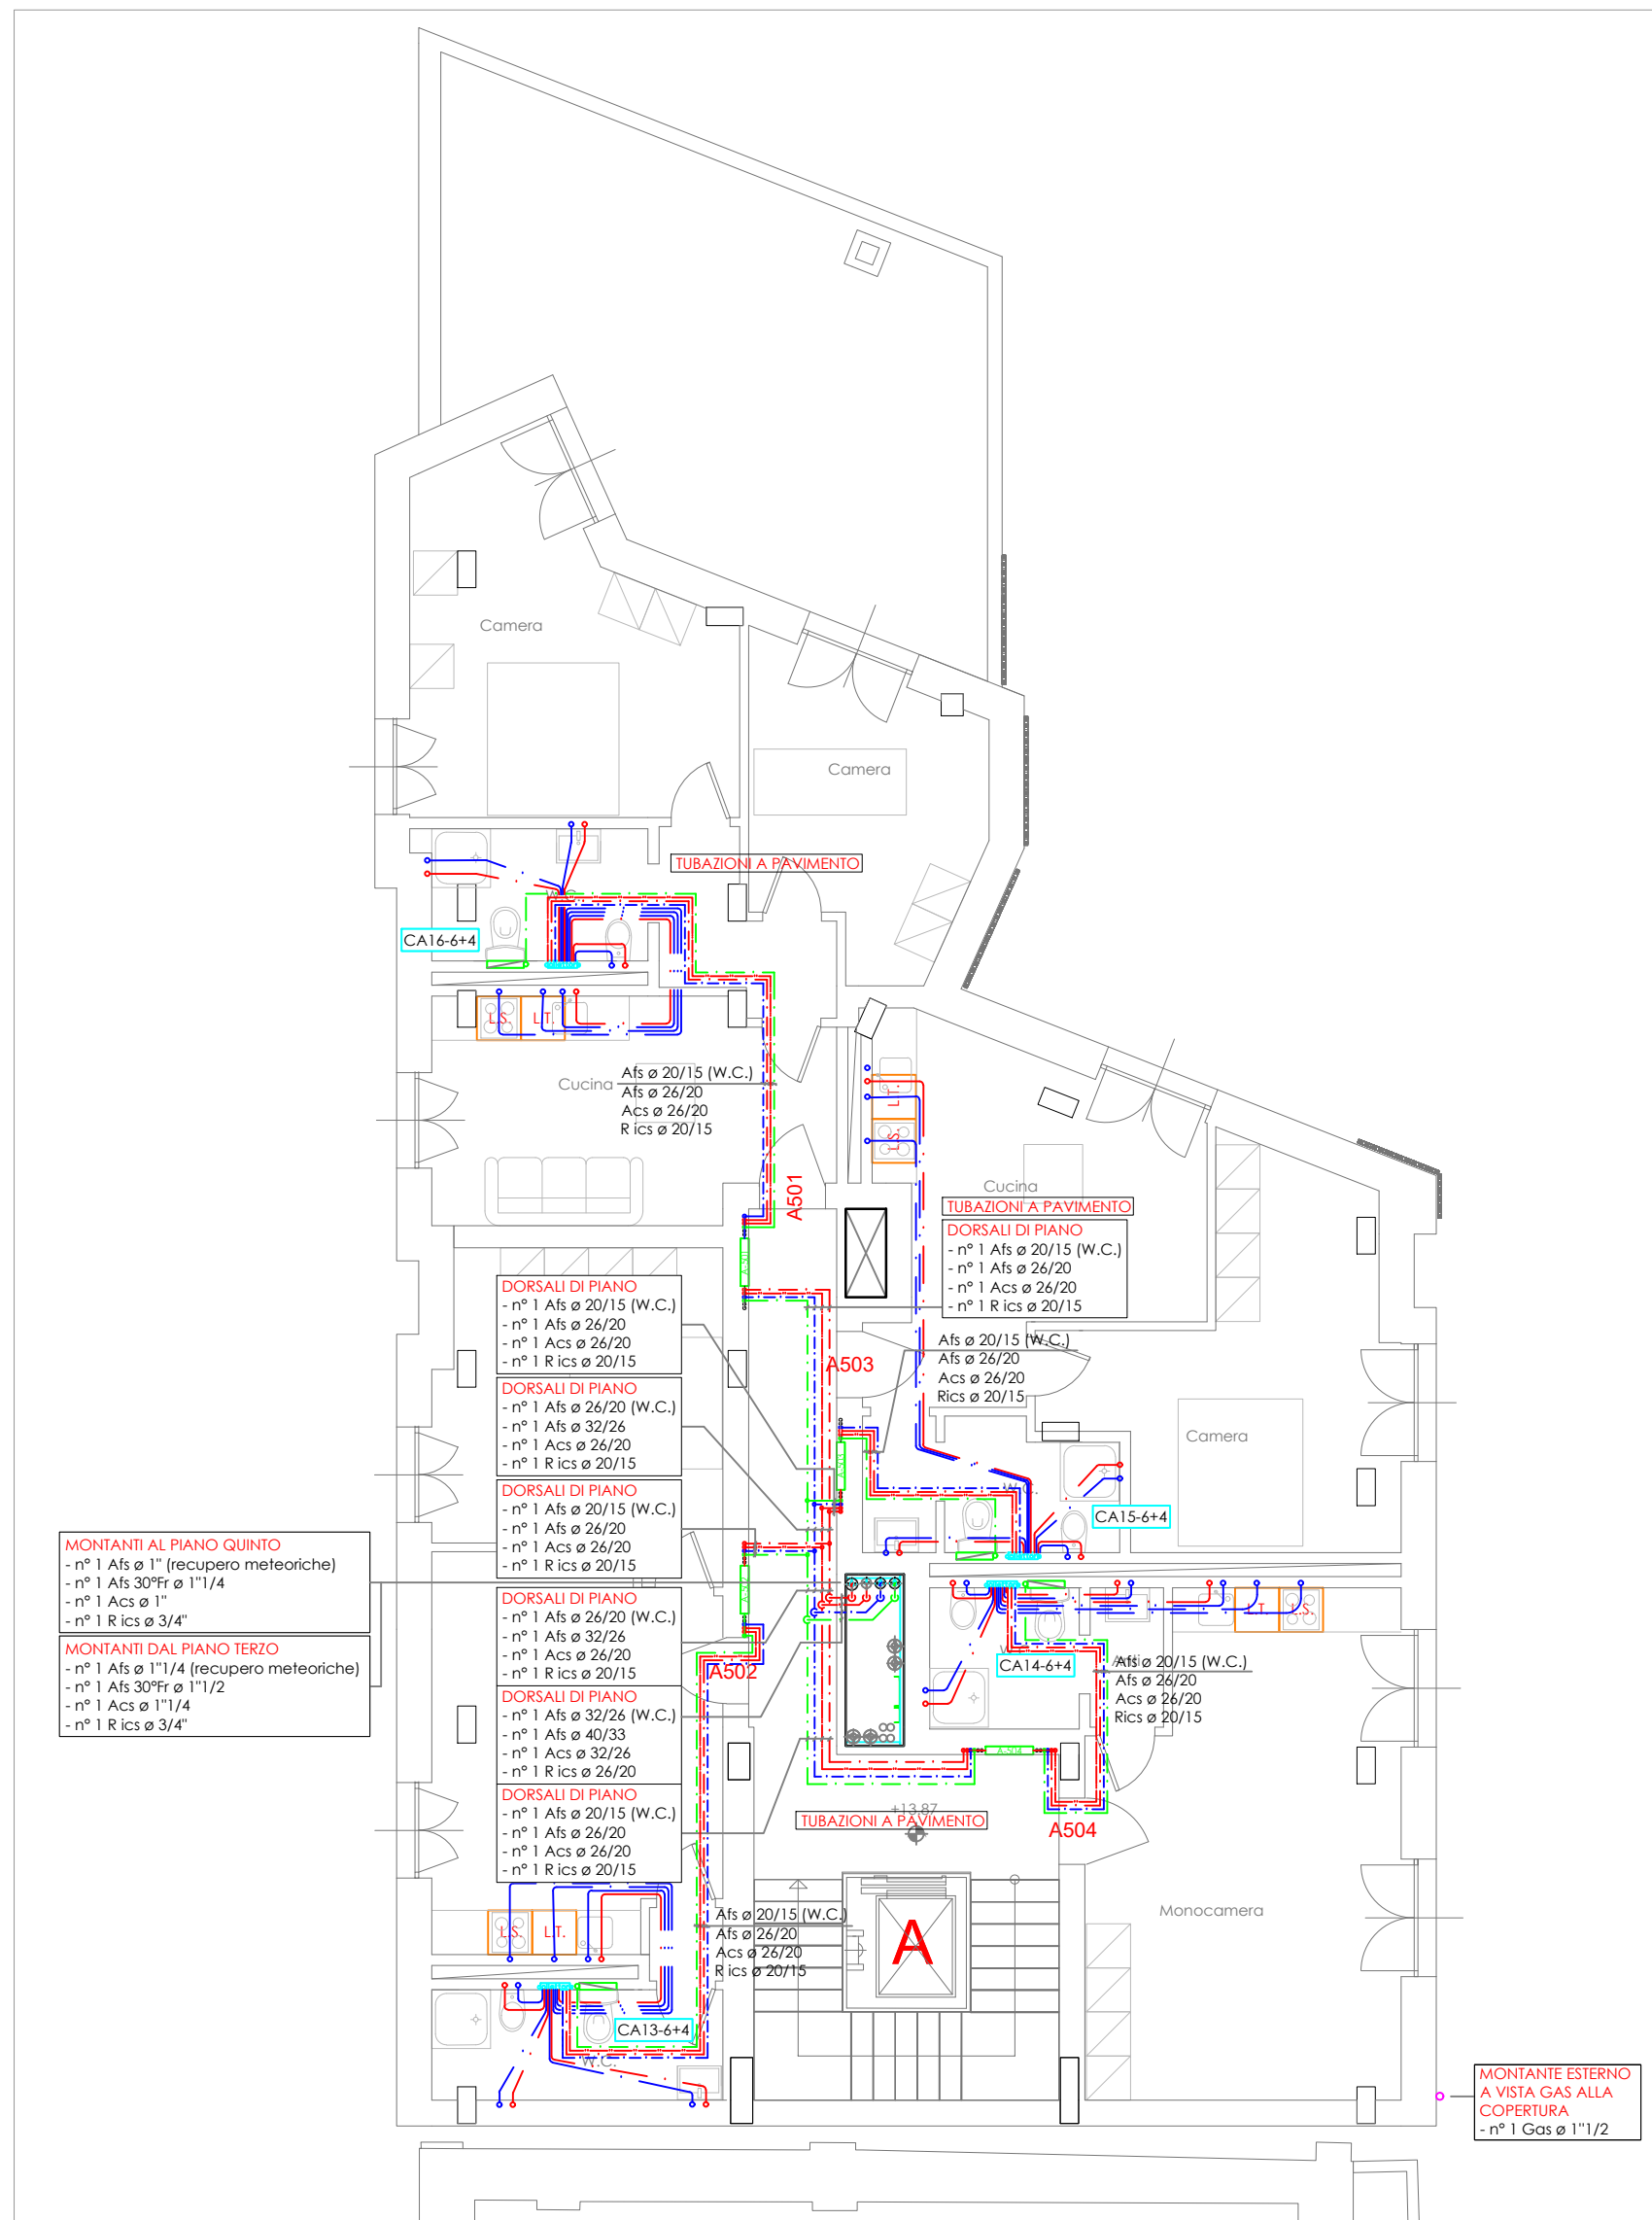 Camera
Camera
TUBAZIONI A PAVIMENTO
W.C.
CA16-6+4
L.S.
L.T.
Cucina
Afs ø 20/15 (W.C.)
Afs ø 26/20
Acs ø 26/20
R ics ø 20/15
L.T.
L.S.
A501
Cucina
TUBAZIONI A PAVIMENTO
DORSALI DI PIANO
- n° 1 Afs ø 20/15 (W.C.)
- n° 1 Afs ø 26/20
- n° 1 Acs ø 26/20
- n° 1 R ics ø 20/15
A-501
DORSALI DI PIANO
- n° 1 Afs ø 20/15 (W.C.)
- n° 1 Afs ø 26/20
- n° 1 Acs ø 26/20
- n° 1 R ics ø 20/15
A503
Afs ø 20/15 (W.C.)
Afs ø 26/20
Acs ø 26/20
Rics ø 20/15
DORSALI DI PIANO
- n° 1 Afs ø 26/20 (W.C.)
- n° 1 Afs ø 32/26
- n° 1 Acs ø 26/20
- n° 1 R ics ø 20/15
Camera
A-503
W.C.
CA15-6+4
DORSALI DI PIANO
- n° 1 Afs ø 20/15 (W.C.)
- n° 1 Afs ø 26/20
- n° 1 Acs ø 26/20
- n° 1 R ics ø 20/15
MONTANTI AL PIANO QUINTO
- n° 1 Afs ø 1" (recupero meteoriche)
- n° 1 Afs 30°Fr ø 1"1/4
- n° 1 Acs ø 1"
- n° 1 R ics ø 3/4"
MONTANTI DAL PIANO TERZO
- n° 1 Afs ø 1"1/4 (recupero meteoriche)
- n° 1 Afs 30°Fr ø 1"1/2
- n° 1 Acs ø 1"1/4
- n° 1 R ics ø 3/4"
A-502
DORSALI DI PIANO
- n° 1 Afs ø 26/20 (W.C.)
- n° 1 Afs ø 32/26
- n° 1 Acs ø 26/20
- n° 1 R ics ø 20/15
A502
L.T.
L.S.
CA14-6+4
Afs ø 20/15 (W.C.)
Afs ø 26/20
Acs ø 26/20
Rics ø 20/15
DORSALI DI PIANO
- n° 1 Afs ø 32/26 (W.C.)
- n° 1 Afs ø 40/33
- n° 1 Acs ø 32/26
- n° 1 R ics ø 26/20
A-504
DORSALI DI PIANO
- n° 1 Afs ø 20/15 (W.C.)
- n° 1 Afs ø 26/20
- n° 1 Acs ø 26/20
- n° 1 R ics ø 20/15
+13,87
TUBAZIONI A PAVIMENTO
A504
Monocamera
L.S.
L.T.
Afs ø 20/15 (W.C.)
Afs ø 26/20
Acs ø 26/20
R ics ø 20/15
A
CA13-6+4
W.C.
MONTANTE ESTERNO
A VISTA GAS ALLA
COPERTURA
- n° 1 Gas ø 1"1/2